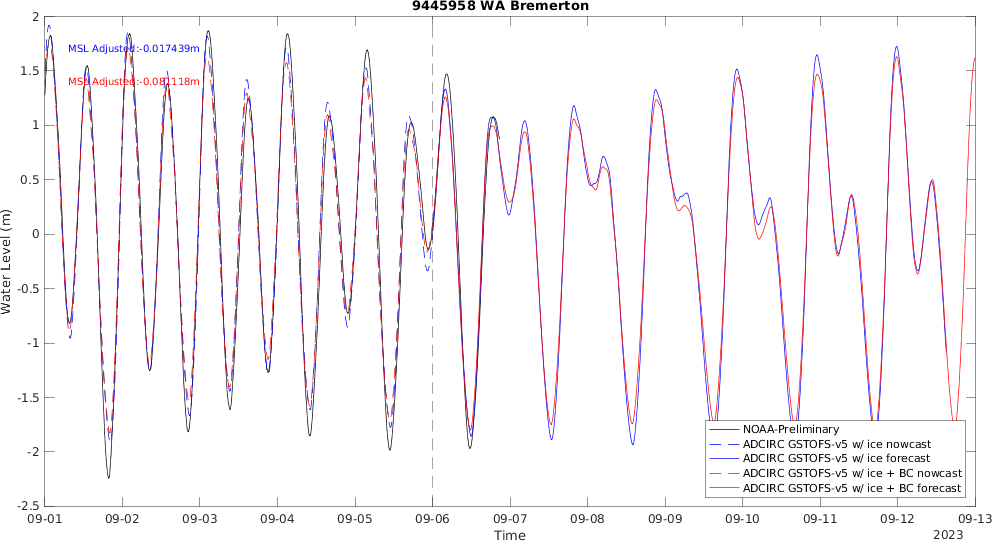 9445958 WA Bremerton
MSL Adjusted:-0.017439m
MSL Adjusted:-0.082118m
Water Level (m)
2
1.5
1
0.5
0
-0.5
-1
-1.5
-2
-2.5
NOAA-Preliminary
ADCIRC GSTOFS-v5 w/ ice nowcast
ADCIRC GSTOFS-v5 w/ ice forecast
ADCIRC GSTOFS-v5 w/ ice + BC nowcast
ADCIRC GSTOFS-v5 w/ ice + BC forecast
09-01 09-02 09-03 09-04 09-05 09-06 09-07 09-08 09-09 09-10 09-11 09-12 09-13
Time
2023